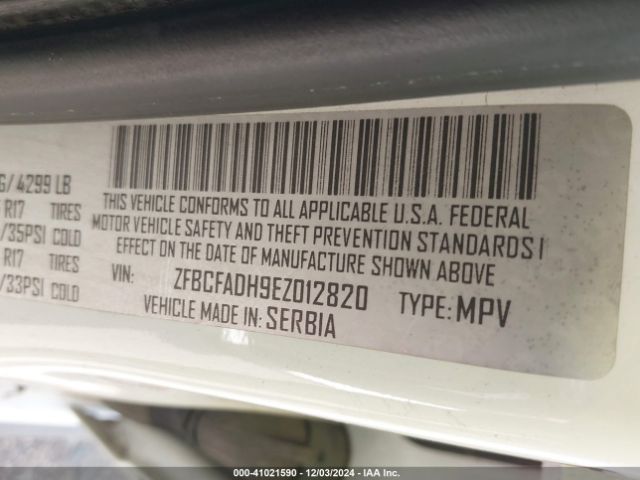 G/4299 LB
R17 TIRES
/35PSI COLD
R17 TIRES
/33PSI COLD
THIS VEHICLE CONFORMS TO ALL APPLICABLE U.S.A. FEDERAL
MOTOR VEHICLE SAFETY AND THEFT PREVENTION STANDARDS I
EFFECT ON THE DATE OF MANUFACTURE SHOWN ABOVE
VIN: ZFBCFADH9EZ012820 TYPE: MPV
VEHICLE MADE IN: SERBIA
000-41021590 - 12/03/2024 - IAA Inc.